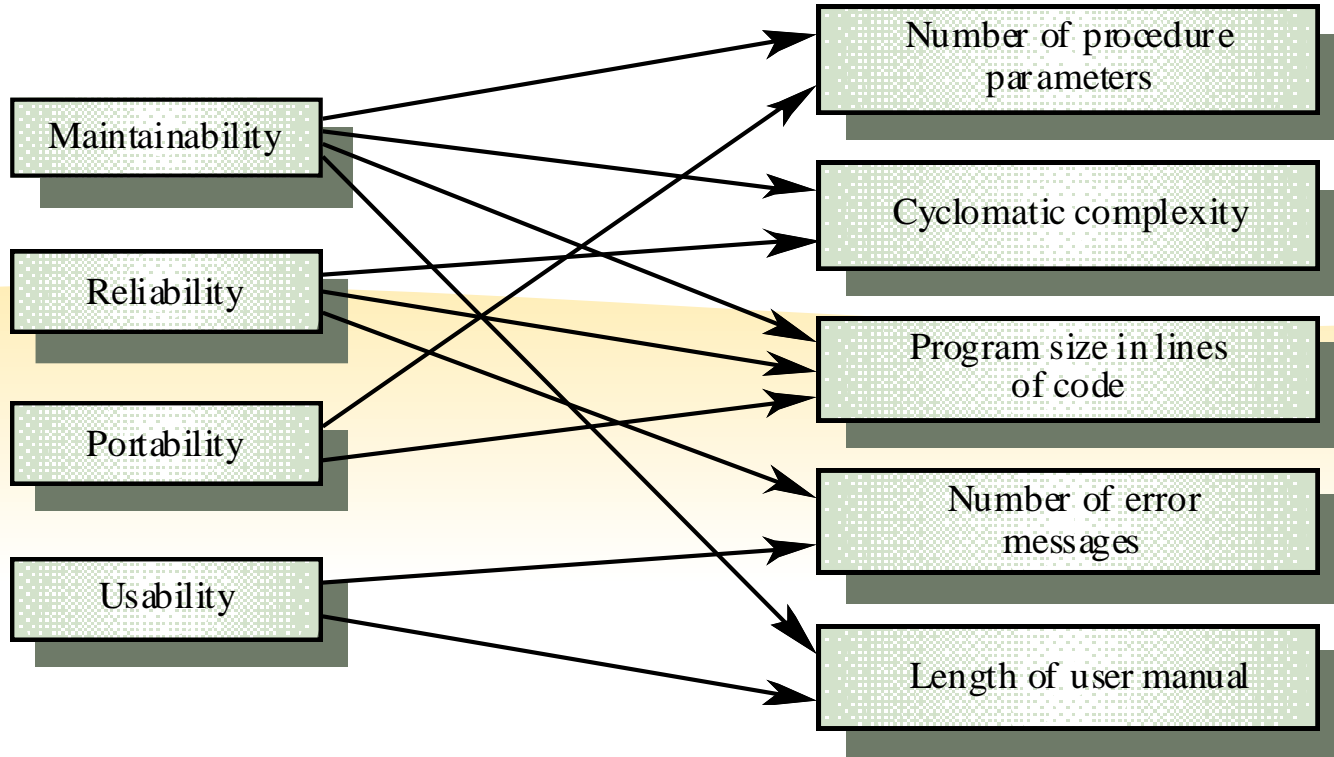 Maintainability
Reliability
Portability
Usability
Number of procedure
parameters
Cyclomatic complexity
Program size in lines
of code
Number of error
messages
Length of user manual